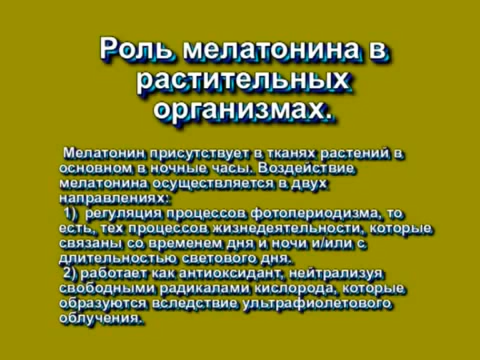 Роль мелатонина в
растительных
организмах.
Мелатонин присутствует в тканях растений в
основном в ночные часы. Воздействие
мелатонина осуществляется в двух
направлениях:
1) регуляция процессов фотопериодизма, то
есть, тех процессов жизнедеятельности, которые
связаны со временем дня и ночи и/или с
длительностью светового дня.
2) работает как антиоксидант, нейтрализуя
свободными радикалами кислорода, которые
образуются вследствие ультрафиолетового
облучения.